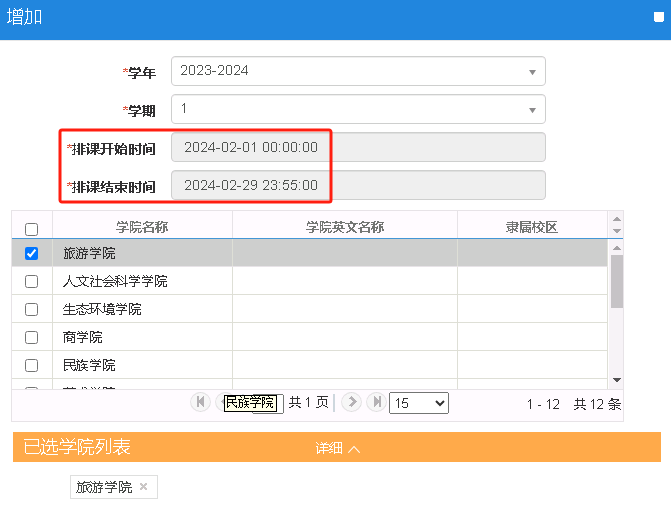 增加
*学年 2023-2024
*学期 1
*排课开始时间 2024-02-01 00:00:00
*排课结束时间 2024-02-29 23:55:00
学院名称 学院英文名称 隶属校区
旅游学院
人文社会科学学院
生态环境学院
商学院
民族学院
民族学院 共 1 页 15 1 - 12 共 12 条
已选学院列表 详细
旅游学院 ×